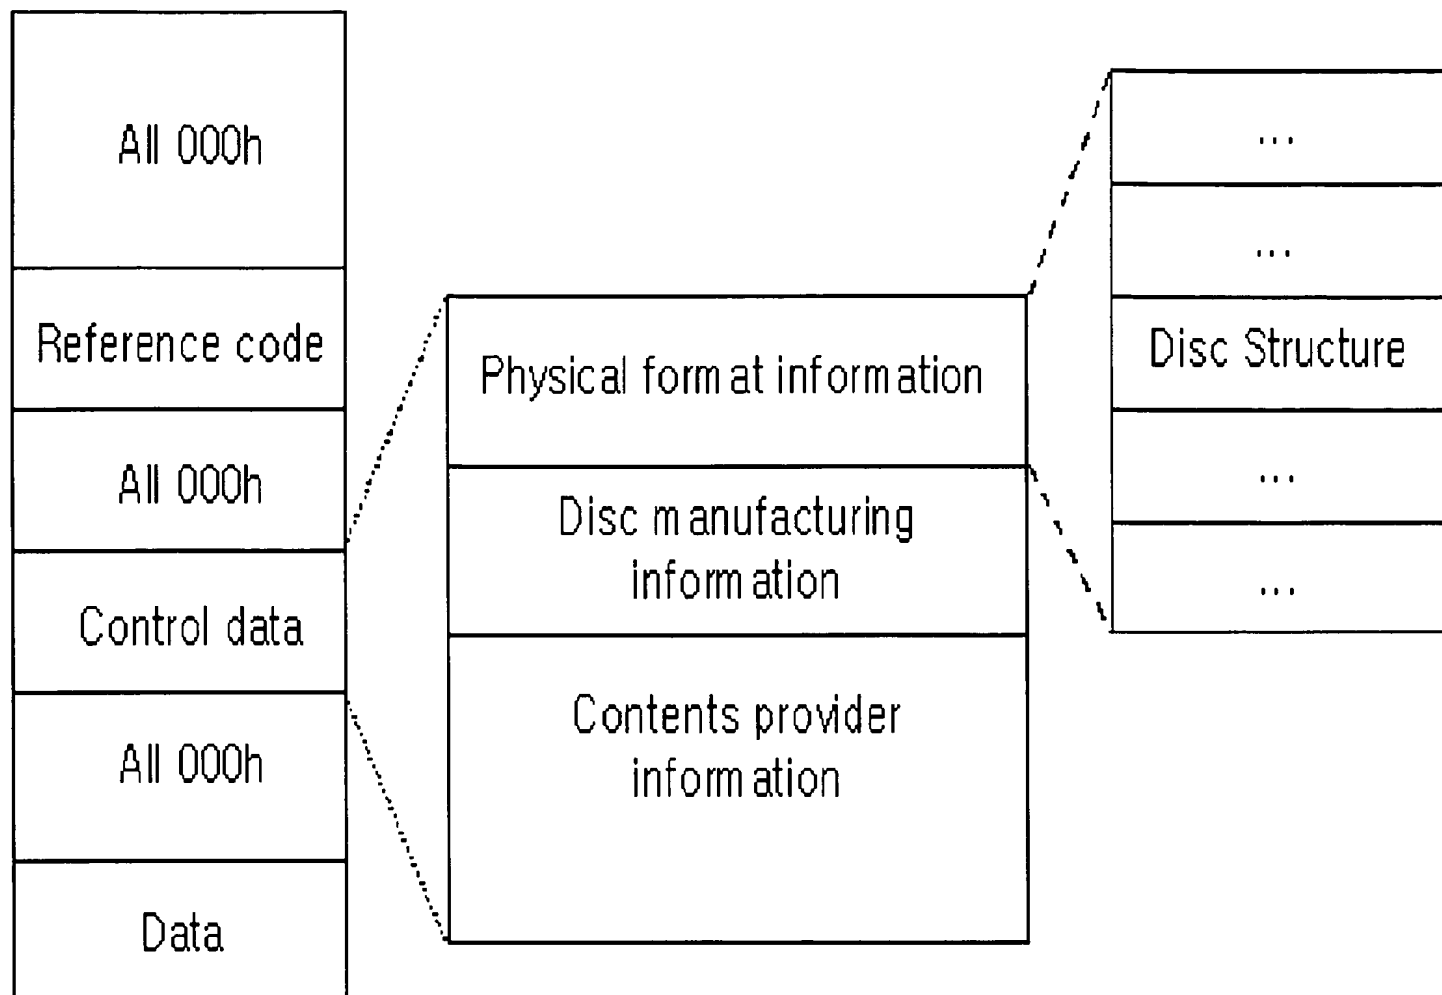 All 000h
Reference code
All 000h
Control data
All 000h
Data
Physical format information
Disc manufacturing
information
Contents provider
information
...
...
Disc Structure
...
...